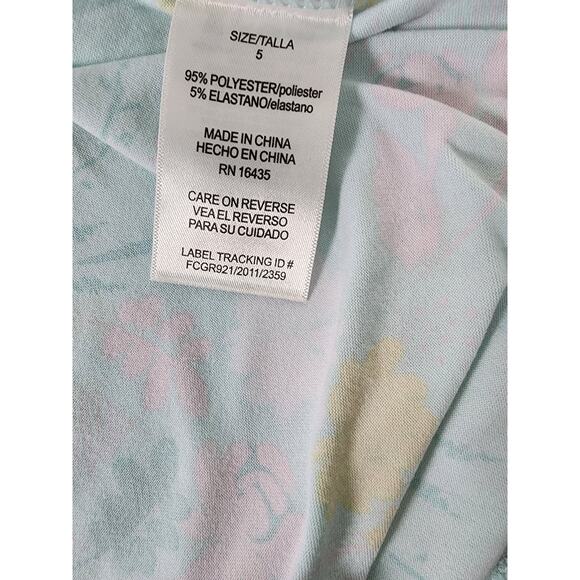 SIZE/TALLA
5
95% POLYESTER/poliester
5% ELASTANO/elastano
MADE IN CHINA
HECHO EN CHINA
RN 16435
CARE ON REVERSE
VEA EL REVERSO
PARA SU CUIDADO
LABEL TRACKING ID #
FCGR921/2011/2359